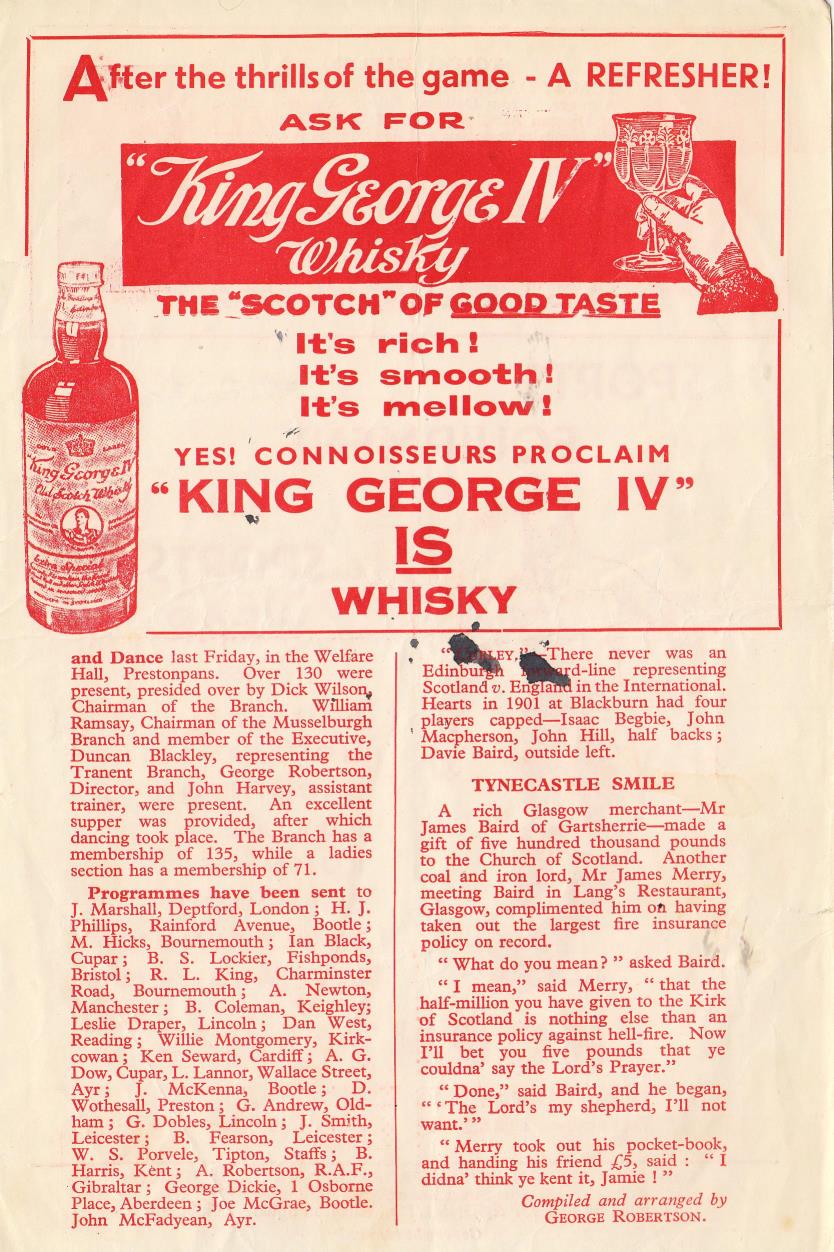 After the thrills of the game - A REFRESHER!
ASK FOR
"King George IV"
Whisky
THE "SCOTCH" OF GOOD TASTE
It's rich!
It's smooth!
It's mellow!
YES! CONNOISSEURS PROCLAIM
"KING GEORGE IV"
IS
WHISKY
LABEL
King George IV
Old Scotch Whisky
Extra Special
and Dance last Friday, in the Welfare
Hall, Prestonpans. Over 130 were
present, presided over by Dick Wilson,
Chairman of the Branch. William
Ramsay, Chairman of the Musselburgh
Branch and member of the Executive,
Duncan Blackley, representing the
Tranent Branch, George Robertson,
Director, and John Harvey, assistant
trainer, were present. An excellent
supper was provided, after which
dancing took place. The Branch has a
membership of 135, while a ladies
section has a membership of 71.
Programmes have been sent to
J. Marshall, Deptford, London; H. J.
Phillips, Rainford Avenue, Bootle;
M. Hicks, Bournemouth; Ian Black,
Cupar; B. S. Lockier, Fishponds,
Bristol; R. L. King, Charminster
Road, Bournemouth; A. Newton,
Manchester; B. Coleman, Keighley;
Leslie Draper, Lincoln; Dan West,
Reading; Willie Montgomery, Kirk-
cowan; Ken Seward, Cardiff; A. G.
Dow, Cupar, L. Lannor, Wallace Street,
Ayr; J. McKenna, Bootle; D.
Wothesall, Preston; G. Andrew, Old-
ham; G. Dobles, Lincoln; J. Smith,
Leicester; B. Fearson, Leicester;
W. S. Porvele, Tipton, Staffs; B.
Harris, Kent; A. Robertson, R.A.F.,
Gibraltar; George Dickie, 1 Osborne
Place, Aberdeen; Joe McGrae, Bootle.
John McFadyean, Ayr.
There never was an
Edinburgh forward-line representing
Scotland v. England in the International.
Hearts in 1901 at Blackburn had four
players capped—Isaac Begbie, John
Macpherson, John Hill, half backs;
Davie Baird, outside left.
TYNECASTLE SMILE
A rich Glasgow merchant—Mr
James Baird of Gartsherrie—made a
gift of five hundred thousand pounds
to the Church of Scotland. Another
coal and iron lord, Mr James Merry,
meeting Baird in Lang's Restaurant,
Glasgow, complimented him on having
taken out the largest fire insurance
policy on record.
"What do you mean?" asked Baird.
"I mean," said Merry, "that the
half-million you have given to the Kirk
of Scotland is nothing else than an
insurance policy against hell-fire. Now
I'll bet you five pounds that ye
couldna' say the Lord's Prayer."
"Done," said Baird, and he began,
"'The Lord's my shepherd, I'll not
want.'"
"Merry took out his pocket-book,
and handing his friend £5, said : "I
didna' think ye kent it, Jamie!"
Compiled and arranged by
GEORGE ROBERTSON.